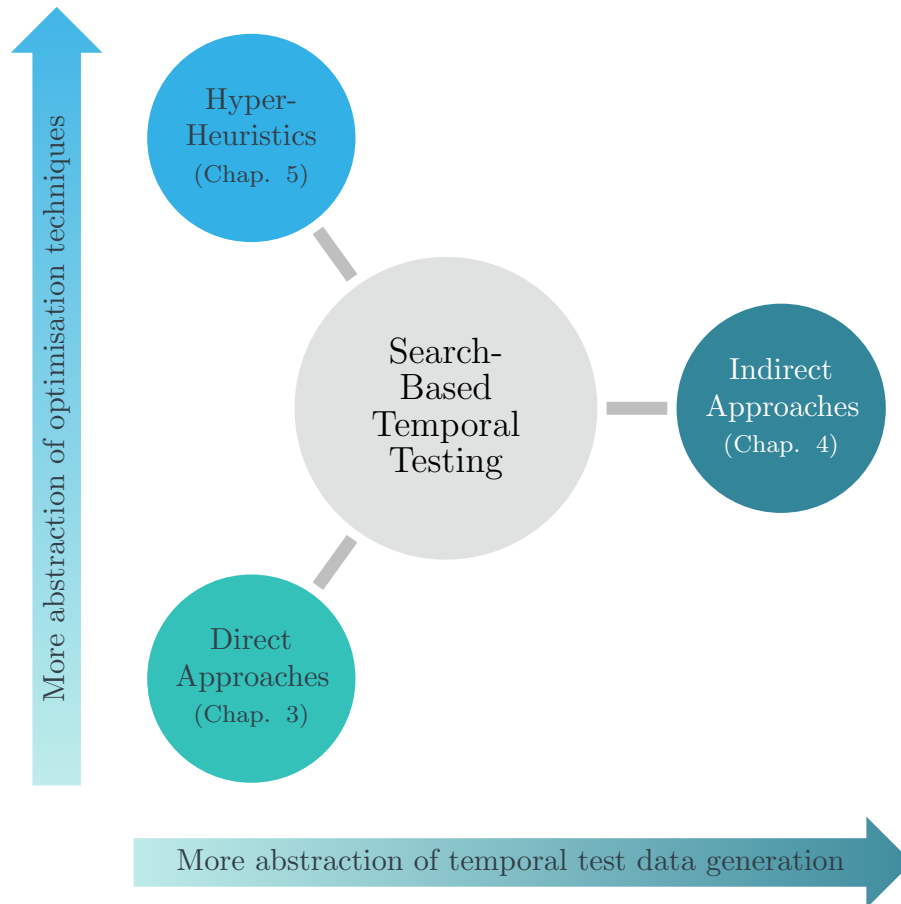 More abstraction of optimisation techniques
Hyper-
Heuristics
(Chap. 5)
Search-
Based
Temporal
Testing
Indirect
Approaches
(Chap. 4)
Direct
Approaches
(Chap. 3)
More abstraction of temporal test data generation